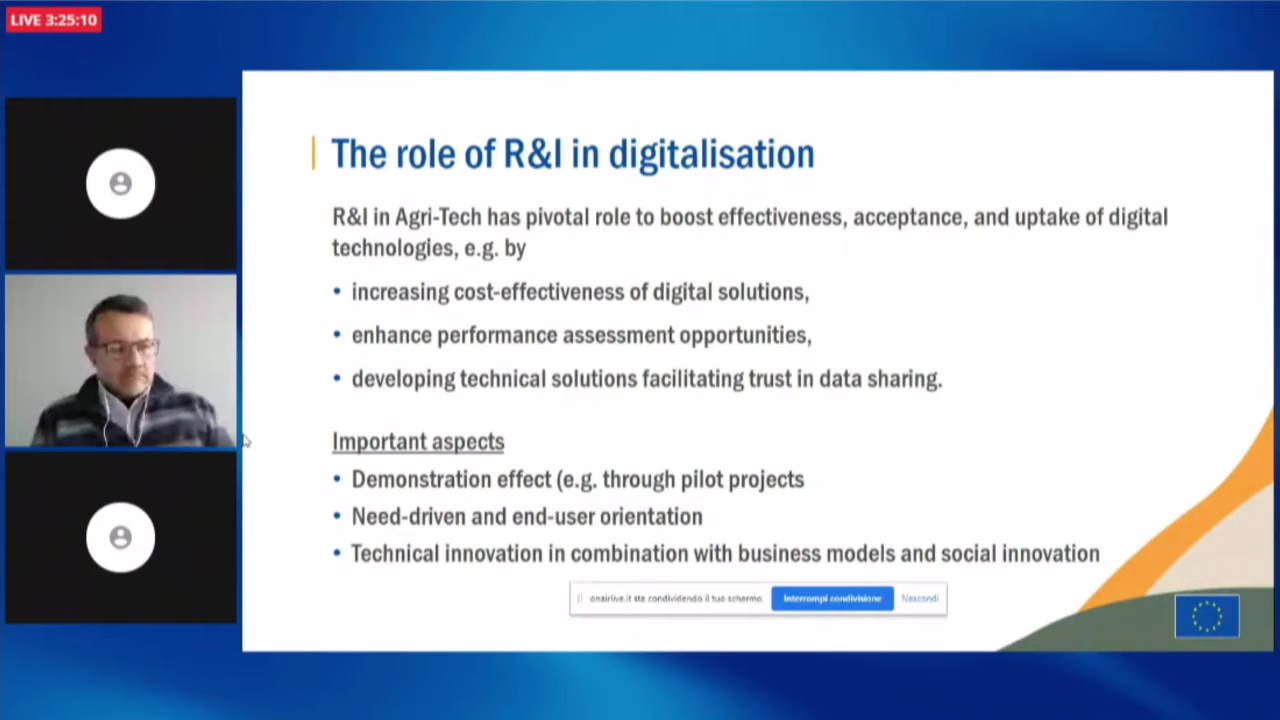 LIVE 3:25:10
The role of R&I in digitalisation
R&I in Agri-Tech has pivotal role to boost effectiveness, acceptance, and uptake of digital
technologies, e.g. by
• increasing cost-effectiveness of digital solutions,
• enhance performance assessment opportunities,
• developing technical solutions facilitating trust in data sharing.
Important aspects
• Demonstration effect (e.g. through pilot projects
• Need-driven and end-user orientation
• Technical innovation in combination with business models and social innovation
onairlive.it sta condividendo il tuo schermo. Interrompi condivisione Nascondi